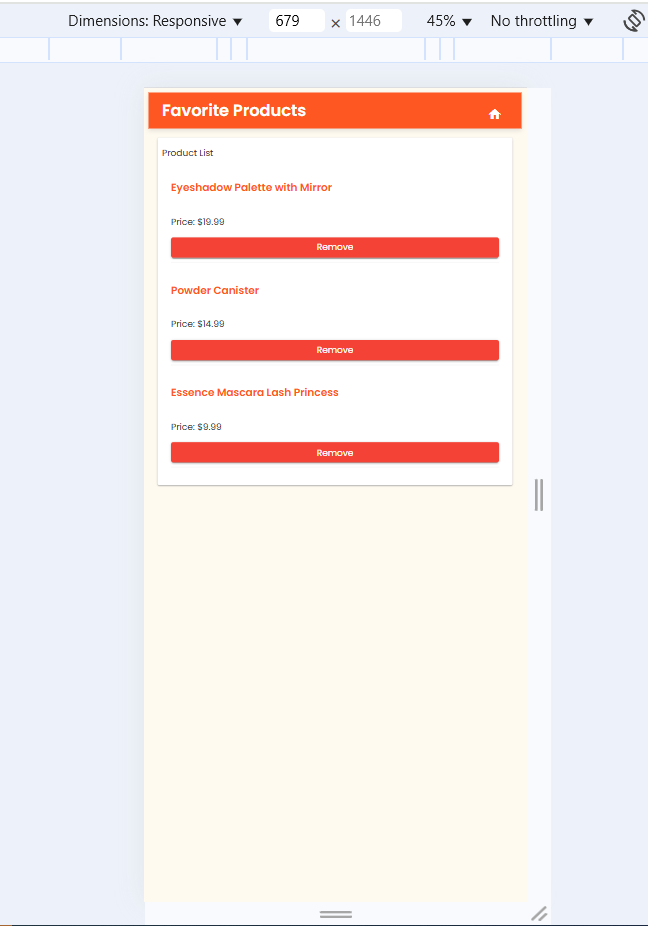 Dimensions: Responsive ▼ 679 × 1446 45% ▼ No throttling ▼
Favorite Products
Product List
Eyeshadow Palette with Mirror
Price: $19.99
Remove
Powder Canister
Price: $14.99
Remove
Essence Mascara Lash Princess
Price: $9.99
Remove